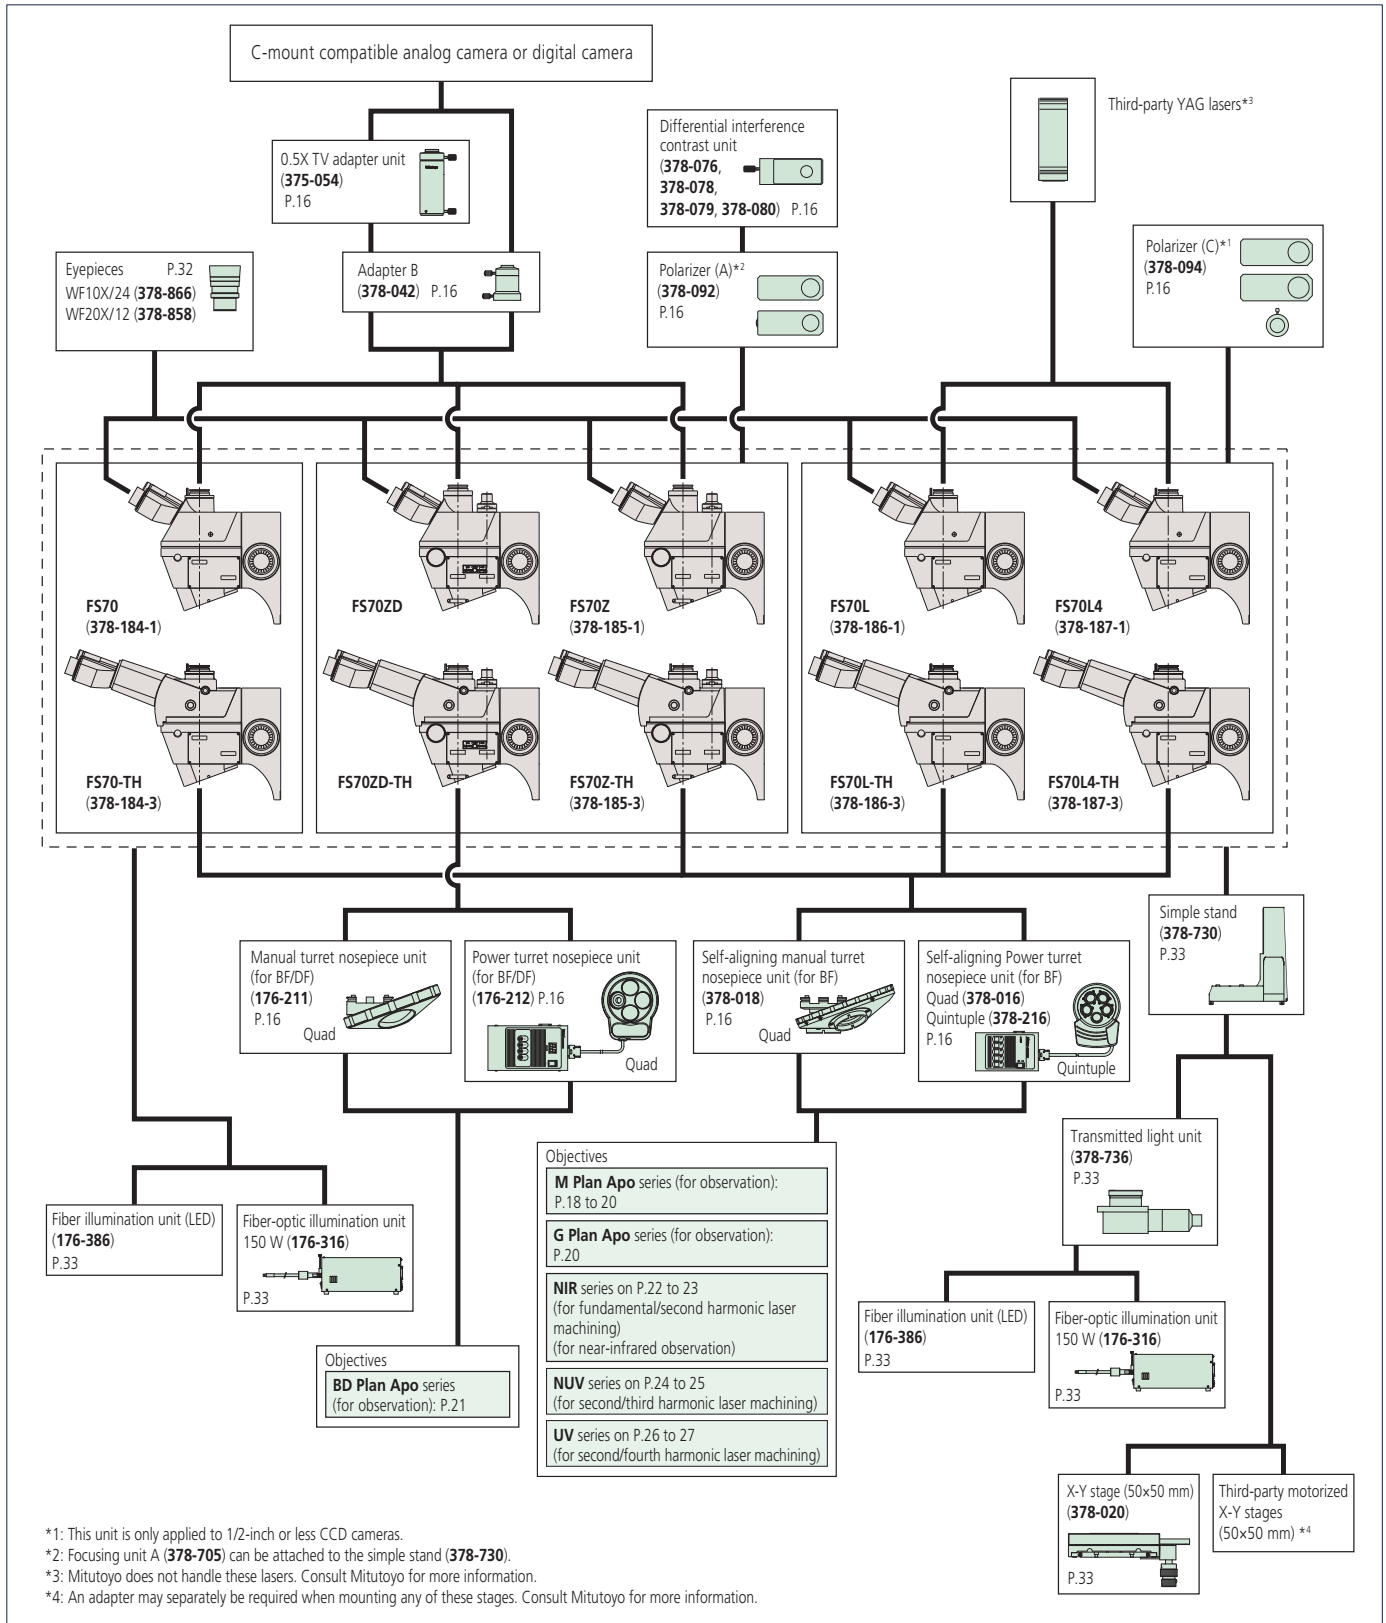 C-mount compatible analog camera or digital camera
0.5X TV adapter unit
(375-054)
P.16
Differential interference
contrast unit
(378-076,
378-078,
378-079, 378-080) P.16
Third-party YAG lasers*3
Eyepieces P.32
WF10X/24 (378-866)
WF20X/12 (378-858)
Adapter B
(378-042) P.16
Polarizer (A)*2
(378-092)
P.16
Polarizer (C)*1
(378-094)
P.16
FS70
(378-184-1)
FS70ZD
FS70Z
(378-185-1)
FS70L
(378-186-1)
FS70L4
(378-187-1)
FS70-TH
(378-184-3)
FS70ZD-TH
FS70Z-TH
(378-185-3)
FS70L-TH
(378-186-3)
FS70L4-TH
(378-187-3)
Manual turret nosepiece unit
(for BF/DF)
(176-211)
P.16
Quad
Power turret nosepiece unit
(for BF/DF)
(176-212) P.16
Quad
Self-aligning manual turret
nosepiece unit (for BF)
(378-018)
P.16
Quad
Self-aligning Power turret
nosepiece unit (for BF)
Quad (378-016)
Quintuple (378-216)
P.16
Quintuple
Simple stand
(378-730)
P.33
Transmitted light unit
(378-736)
P.33
Fiber illumination unit (LED)
(176-386)
P.33
Fiber-optic illumination unit
150 W (176-316)
P.33
Objectives
BD Plan Apo series
(for observation): P.21
Objectives
M Plan Apo series (for observation):
P.18 to 20
G Plan Apo series (for observation):
P.20
NIR series on P.22 to 23
(for fundamental/second harmonic laser
machining)
(for near-infrared observation)
NUV series on P.24 to 25
(for second/third harmonic laser machining)
UV series on P.26 to 27
(for second/fourth harmonic laser machining)
Fiber illumination unit (LED)
(176-386)
P.33
Fiber-optic illumination unit
150 W (176-316)
P.33
X-Y stage (50×50 mm)
(378-020)
P.33
Third-party motorized
X-Y stages
(50×50 mm) *4
*1: This unit is only applied to 1/2-inch or less CCD cameras.
*2: Focusing unit A (378-705) can be attached to the simple stand (378-730).
*3: Mitutoyo does not handle these lasers. Consult Mitutoyo for more information.
*4: An adapter may separately be required when mounting any of these stages. Consult Mitutoyo for more information.